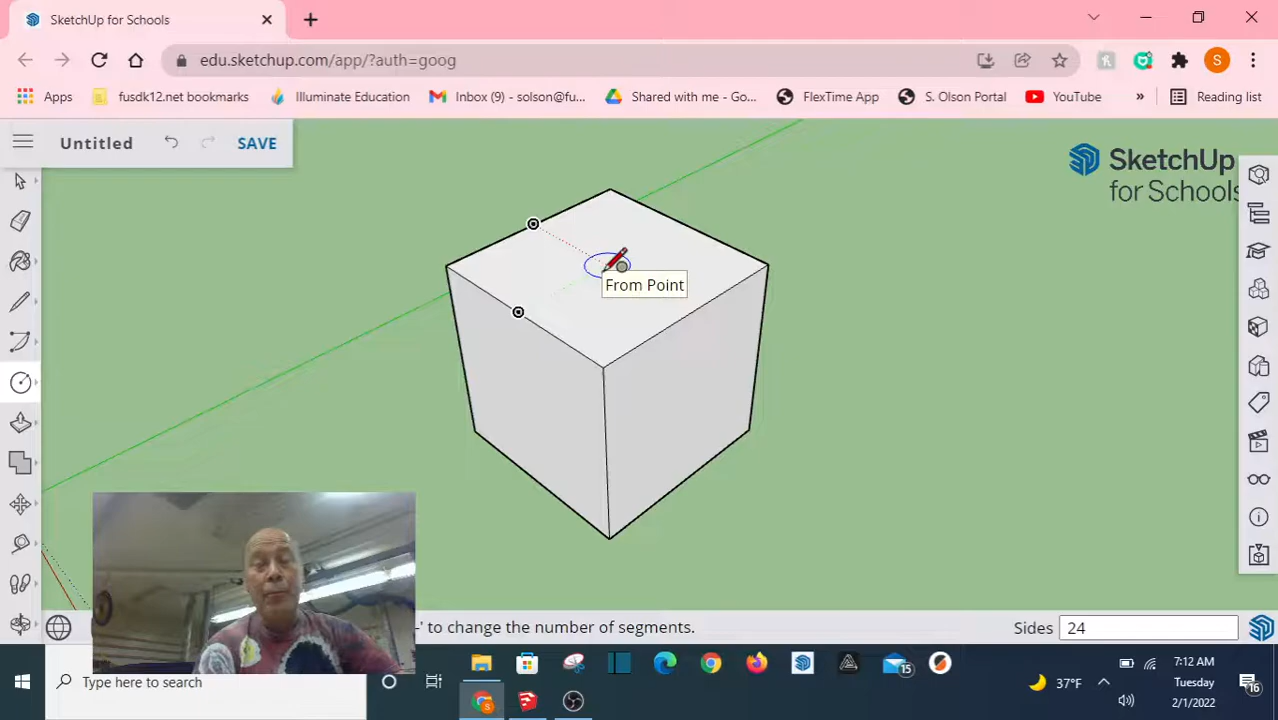 SketchUp for Schools
edu.sketchup.com/app/?auth=goog
S
Apps
fusdk12.net bookmarks
Illuminate Education
Inbox (9) - solson@fu...
Shared with me - Go...
FlexTime App
S. Olson Portal
YouTube
»
Reading list
Untitled
SAVE
SketchUp
for Schools
From Point
-' to change the number of segments.
Sides
24
Type here to search
15
37°F
7:12 AM
Tuesday
2/1/2022
16